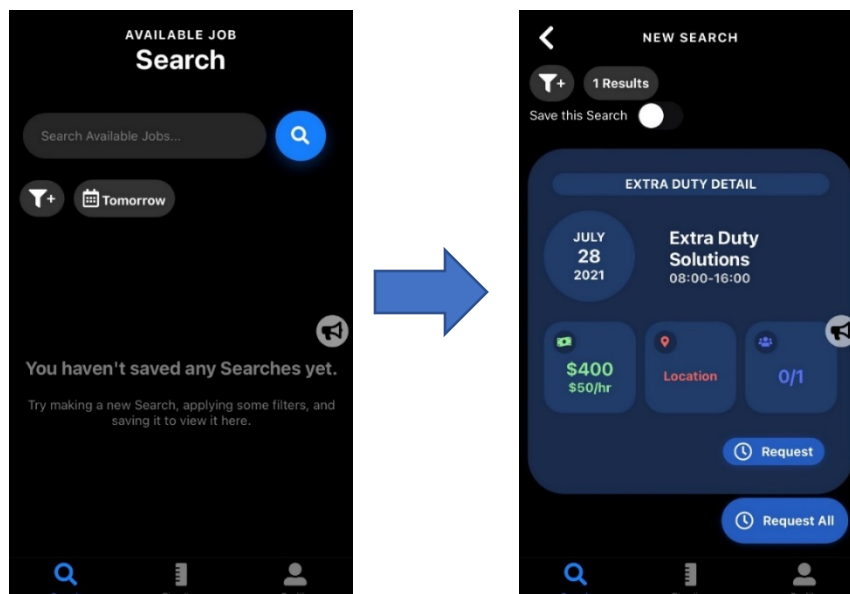 AVAILABLE JOB
Search
Search Available Jobs...
Tomorrow
You haven't saved any Searches yet.
Try making a new Search, applying some filters, and
saving it to view it here.
NEW SEARCH
1 Results
Save this Search
EXTRA DUTY DETAIL
JULY
28
2021
Extra Duty
Solutions
08:00-16:00
$400
$50/hr
Location
0/1
Request
Request All